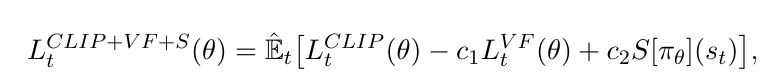 L_t^{CLIP+VF+S}(θ) = Ê_t[L_t^{CLIP}(θ) − c_1 L_t^{VF}(θ) + c_2 S[π_θ](s_t)],